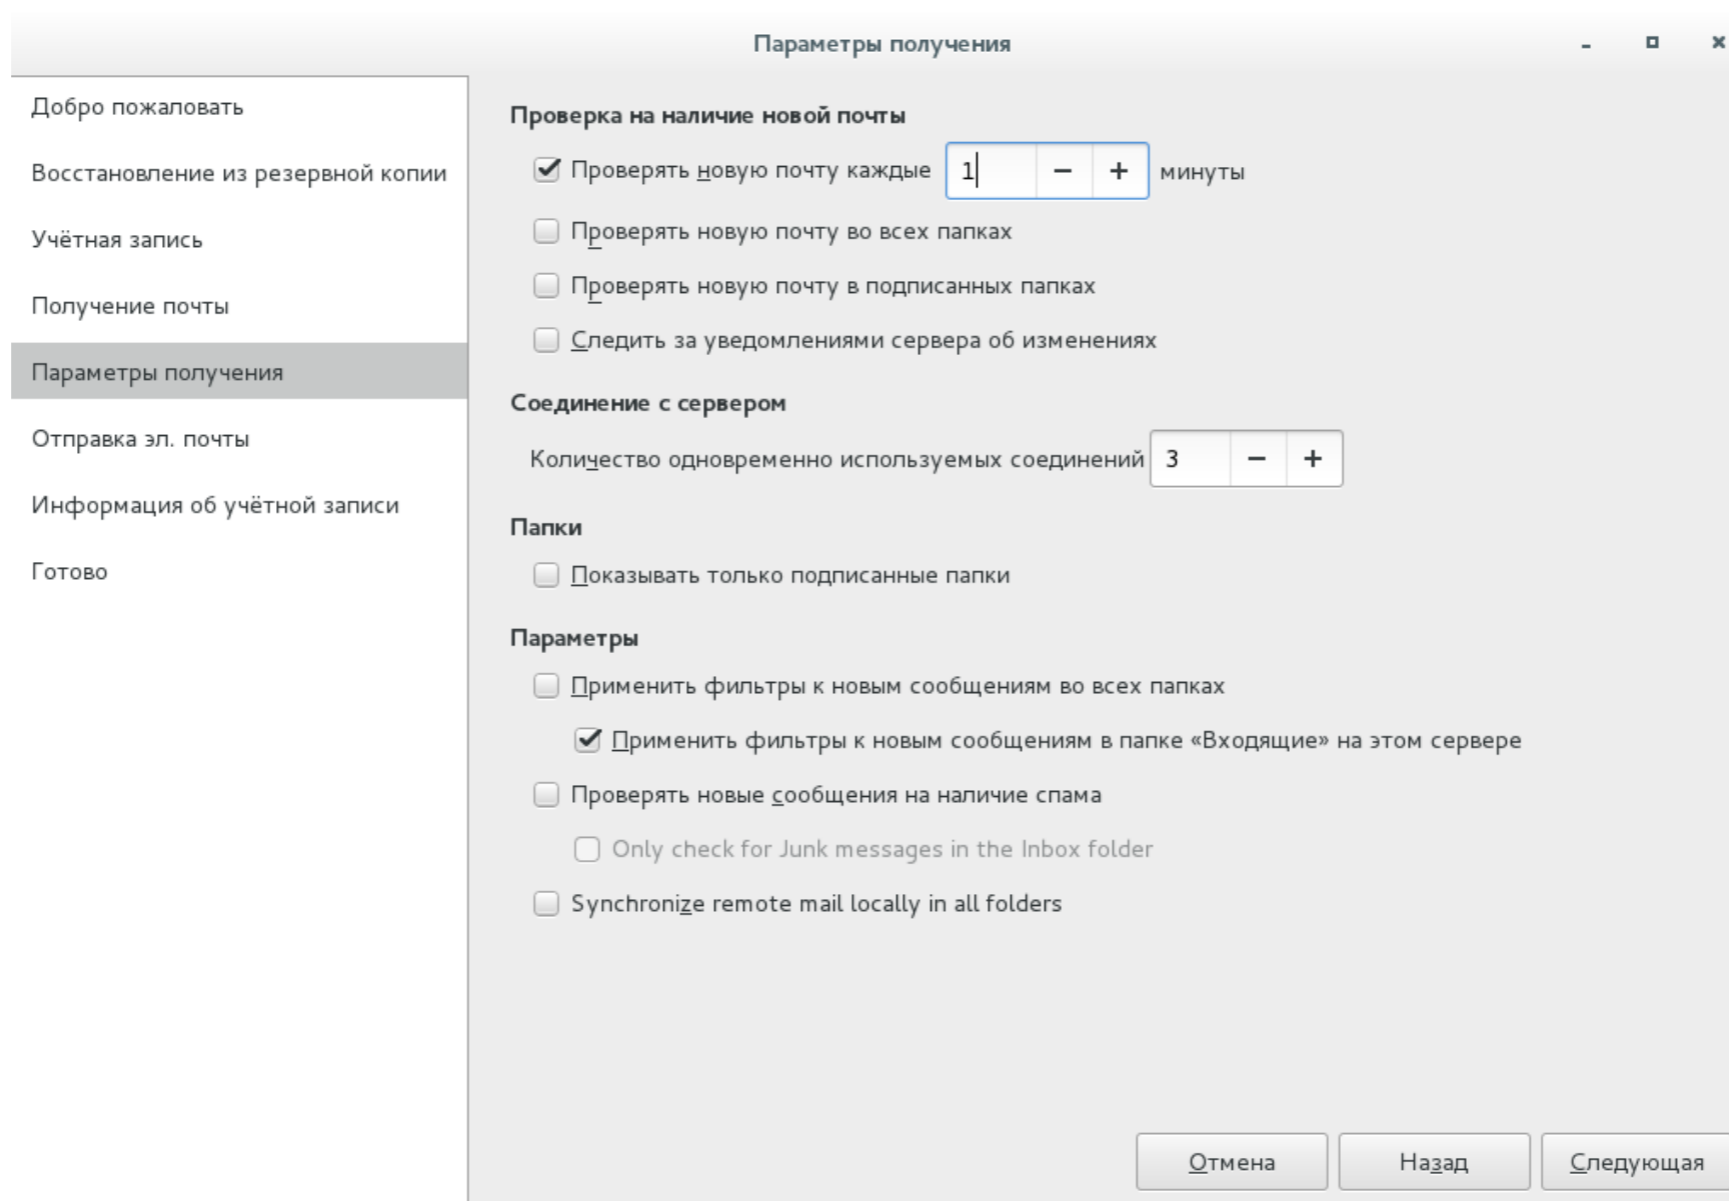 Параметры получения
Добро пожаловать
Восстановление из резервной копии
Учётная запись
Получение почты
Параметры получения
Отправка эл. почты
Информация об учётной записи
Готово
Проверка на наличие новой почты
Проверять новую почту каждые 1 − + минуты
Проверять новую почту во всех папках
Проверять новую почту в подписанных папках
Следить за уведомлениями сервера об изменениях
Соединение с сервером
Количество одновременно используемых соединений 3 − +
Папки
Показывать только подписанные папки
Параметры
Применить фильтры к новым сообщениям во всех папках
Применить фильтры к новым сообщениям в папке «Входящие» на этом сервере
Проверять новые сообщения на наличие спама
Only check for Junk messages in the Inbox folder
Synchronize remote mail locally in all folders
Отмена Назад Следующая